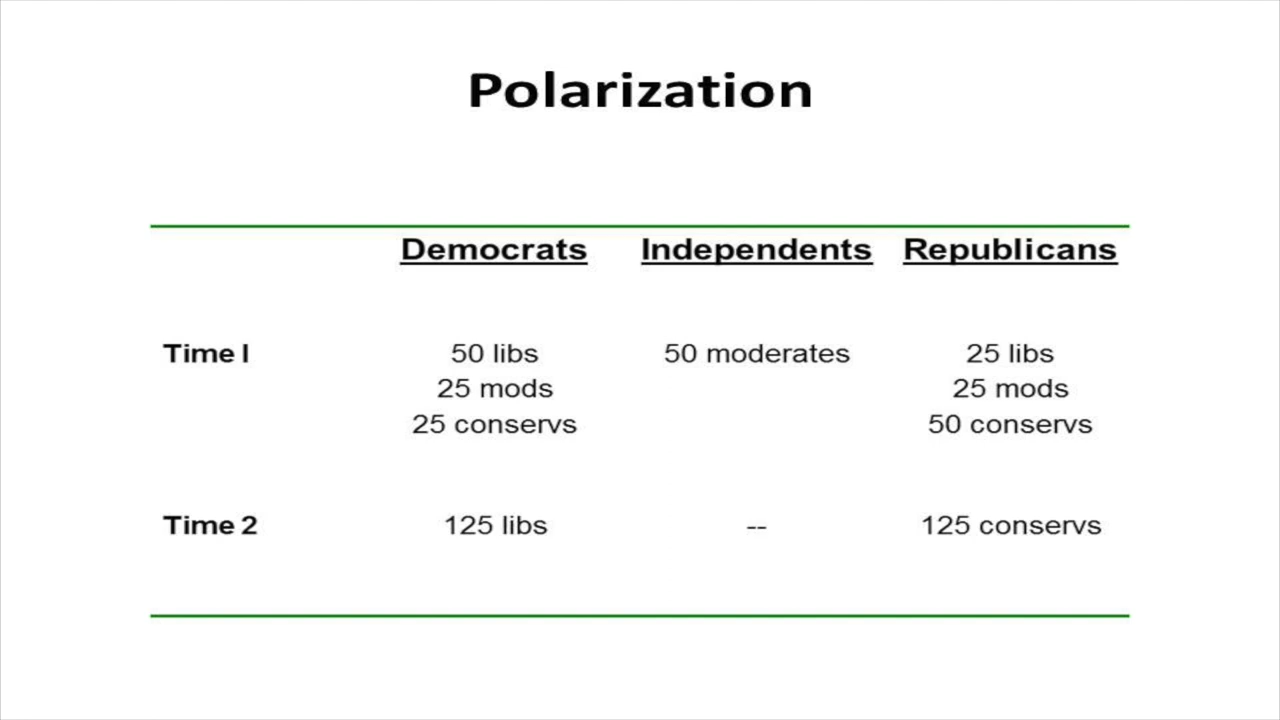 Polarization
Democrats Independents Republicans
Time I 50 libs 50 moderates 25 libs
25 mods 25 mods
25 conservs 50 conservs
Time 2 125 libs -- 125 conservs